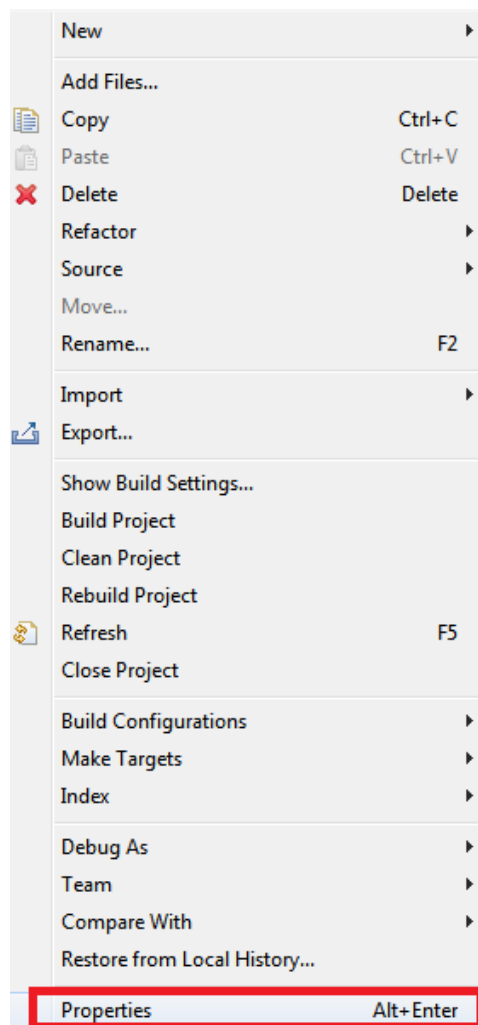 New
Add Files...
Copy Ctrl+C
Paste Ctrl+V
Delete Delete
Refactor
Source
Move...
Rename... F2
Import
Export...
Show Build Settings...
Build Project
Clean Project
Rebuild Project
Refresh F5
Close Project
Build Configurations
Make Targets
Index
Debug As
Team
Compare With
Restore from Local History...
Properties Alt+Enter